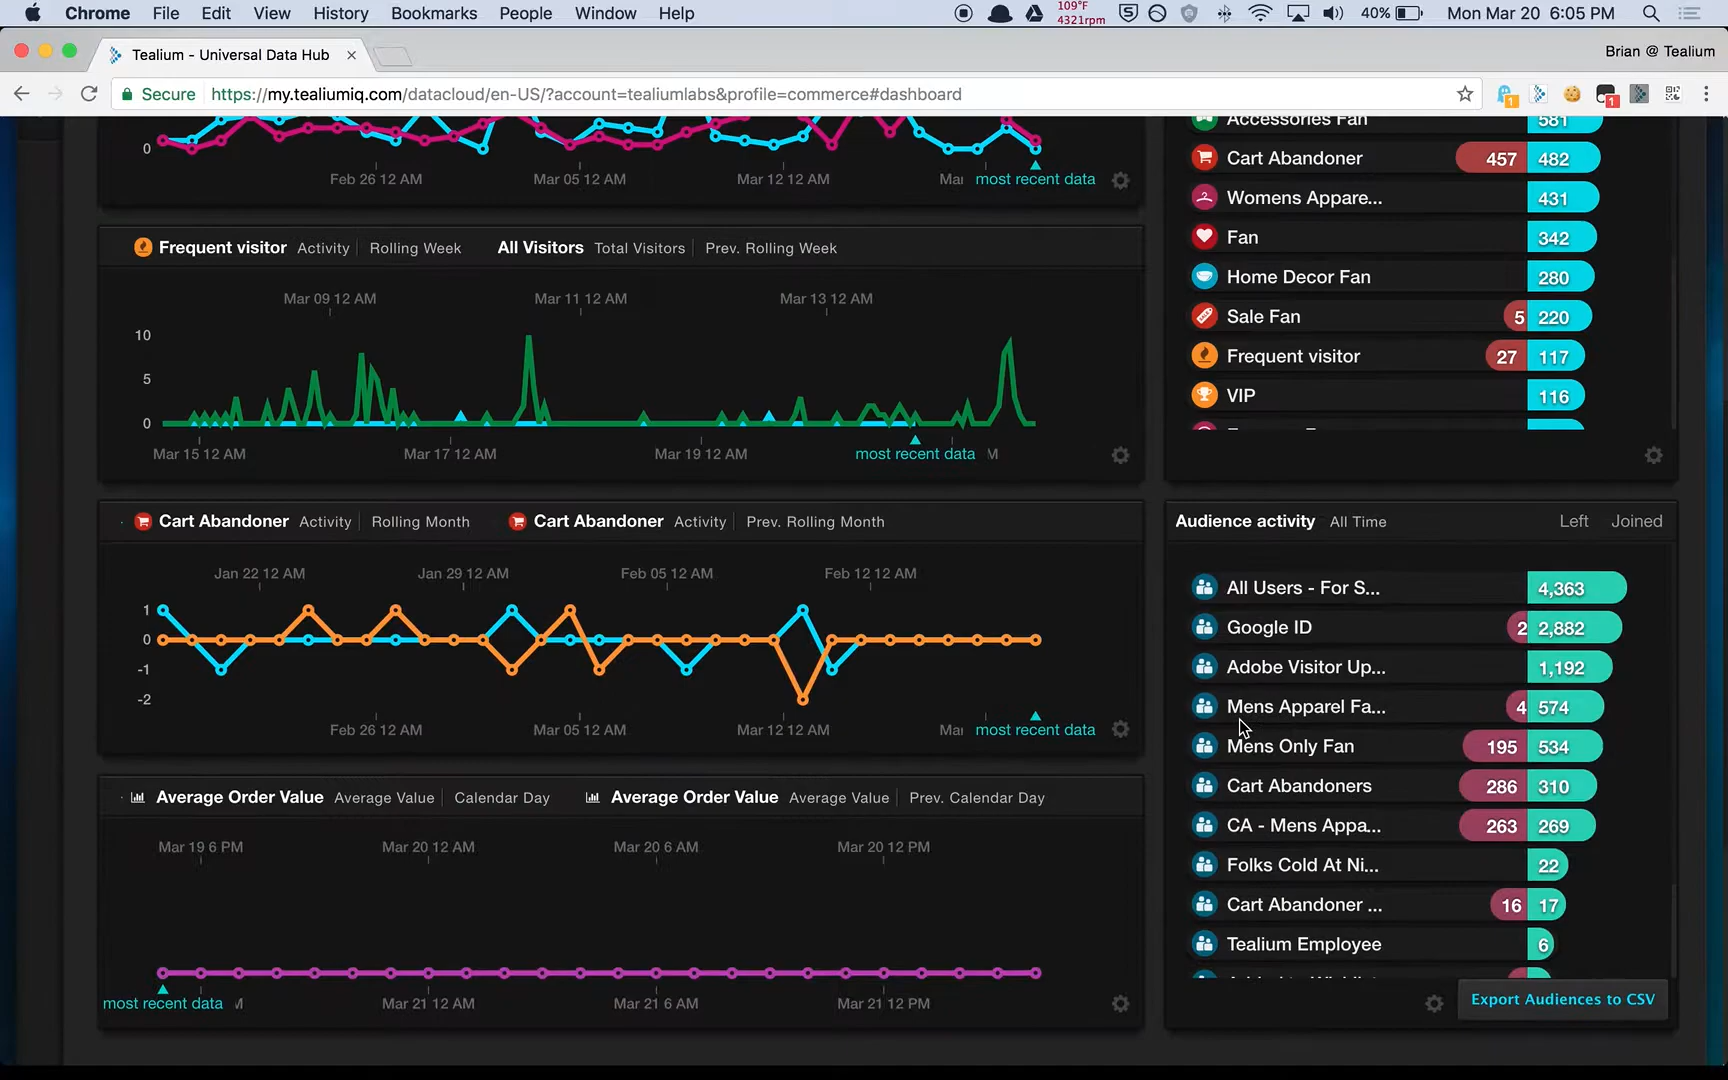 Chrome File Edit View History Bookmarks People Window Help 109°F 4321rpm 40% Mon Mar 20 6:05 PM
Tealium - Universal Data Hub Brian @ Tealium
Secure https://my.tealiumiq.com/datacloud/en-US/?account=tealiumlabs&profile=commerce#dashboard 1 1
0
Feb 26 12 AM Mar 05 12 AM Mar 12 12 AM Mar most recent data
Frequent visitor Activity Rolling Week All Visitors Total Visitors Prev. Rolling Week
Mar 09 12 AM Mar 11 12 AM Mar 13 12 AM
10
5
0
Mar 15 12 AM Mar 17 12 AM Mar 19 12 AM most recent data M
Cart Abandoner Activity Rolling Month Cart Abandoner Activity Prev. Rolling Month
Jan 22 12 AM Jan 29 12 AM Feb 05 12 AM Feb 12 12 AM
1
0
-1
-2
Feb 26 12 AM Mar 05 12 AM Mar 12 12 AM Mar most recent data
Average Order Value Average Value Calendar Day Average Order Value Average Value Prev. Calendar Day
Mar 19 6 PM Mar 20 12 AM Mar 20 6 AM Mar 20 12 PM
most recent data M Mar 21 12 AM Mar 21 6 AM Mar 21 12 PM
Accessories Fan 581
Cart Abandoner 457 482
Womens Appare... 431
Fan 342
Home Decor Fan 280
Sale Fan 5 220
Frequent visitor 27 117
VIP 116
Audience activity All Time Left Joined
All Users - For S... 4,363
Google ID 2 2,882
Adobe Visitor Up... 1,192
Mens Apparel Fa... 4 574
Mens Only Fan 195 534
Cart Abandoners 286 310
CA - Mens Appa... 263 269
Folks Cold At Ni... 22
Cart Abandoner ... 16 17
Tealium Employee 6
Export Audiences to CSV